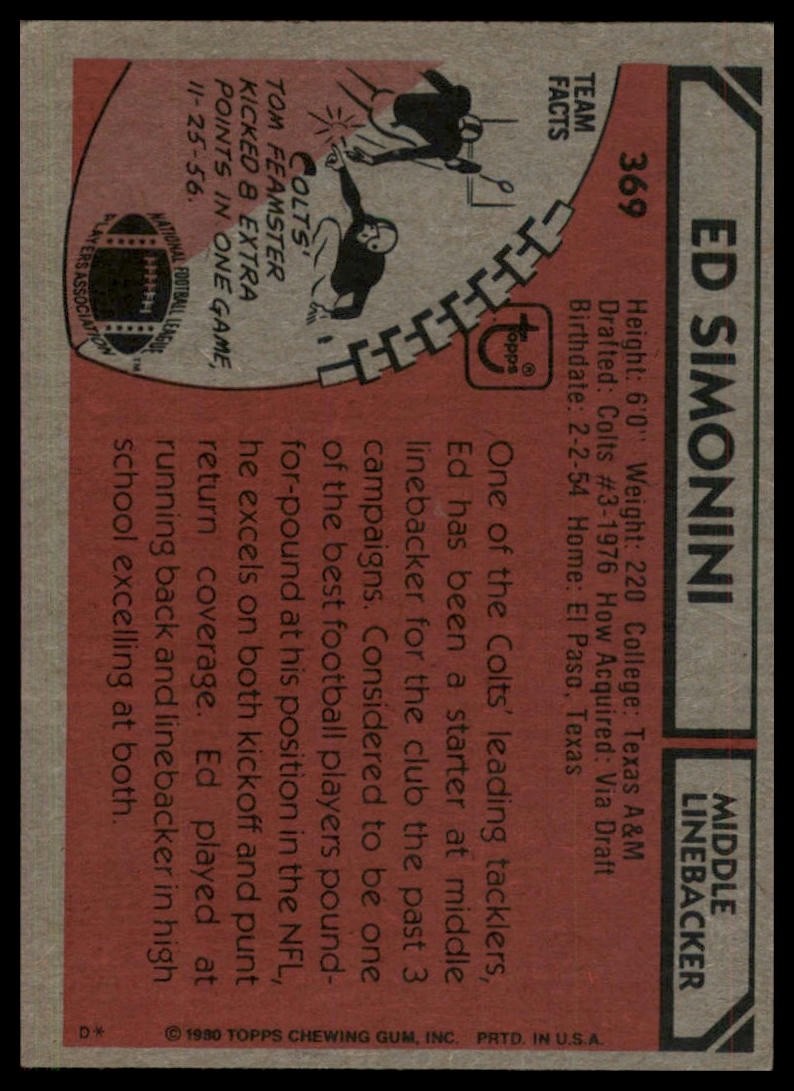 ED SIMONINI
MIDDLE
LINEBACKER
369
Height: 6'0" Weight: 220 College: Texas A&M
Drafted: Colts #3-1976 How Acquired: Via Draft
Birthdate: 2-2-54 Home: El Paso, Texas
TEAM
FACTS
topps®
COLTS'
TOM FEAMSTER
KICKED 8 EXTRA
POINTS IN ONE GAME,
11-25-56.
NATIONAL FOOTBALL LEAGUE
PLAYERS ASSOCIATION
™
One of the Colts' leading tacklers,
Ed has been a starter at middle
linebacker for the club the past 3
campaigns. Considered to be one
of the best football players pound-
for-pound at his position in the NFL,
he excels on both kickoff and punt
return coverage. Ed played at
running back and linebacker in high
school excelling at both.
D*
© 1980 TOPPS CHEWING GUM, INC. PRTD. IN U.S.A.